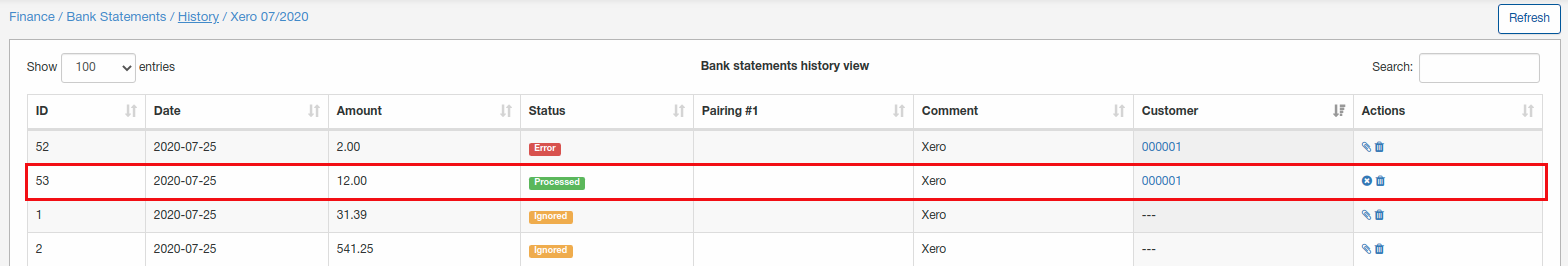 Finance / Bank Statements / History / Xero 07/2020
Refresh
Show 100 entries
Bank statements history view
Search:
ID Date Amount Status Pairing #1 Comment Customer Actions
52 2020-07-25 2.00 Error Xero 000001
53 2020-07-25 12.00 Processed Xero 000001
1 2020-07-25 31.39 Ignored Xero ---
2 2020-07-25 541.25 Ignored Xero ---